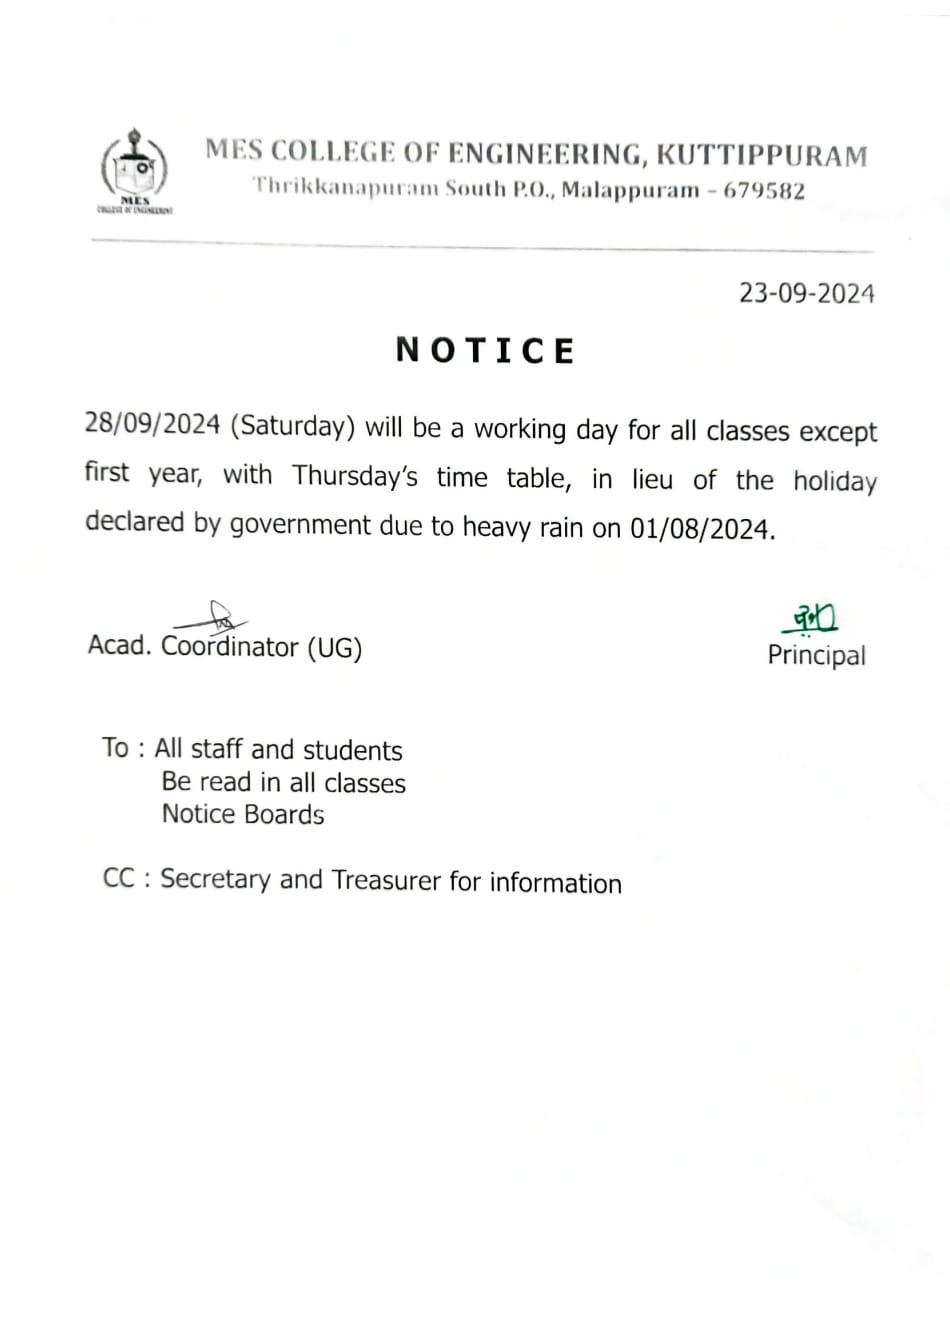 MES COLLEGE OF ENGINEERING, KUTTIPPURAM
Thrikkanapuram South P.O., Malappuram - 679582
MES
COLLEGE OF ENGINEERING
23-09-2024
NOTICE
28/09/2024 (Saturday) will be a working day for all classes except
first year, with Thursday's time table, in lieu of the holiday
declared by government due to heavy rain on 01/08/2024.
Acad. Coordinator (UG)
Principal
To : All staff and students
Be read in all classes
Notice Boards
CC : Secretary and Treasurer for information